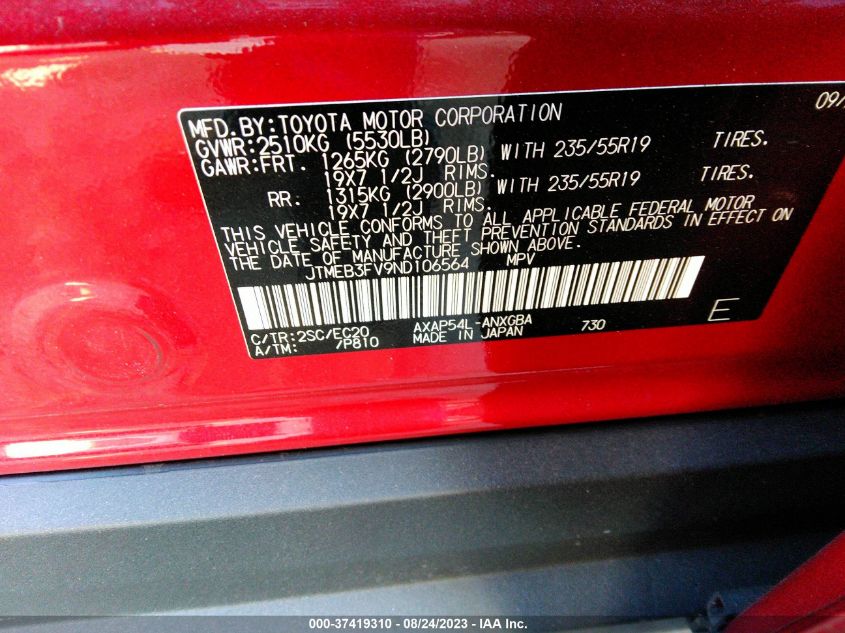 MFD.BY:TOYOTA MOTOR CORPORATION 09/
GVWR:2510KG (5530LB)
GAWR:FRT. 1265KG (2790LB) WITH 235/55R19 TIRES.
19X7 1/2J RIMS.
RR. 1315KG (2900LB) WITH 235/55R19 TIRES.
19X7 1/2J RIMS.
THIS VEHICLE CONFORMS TO ALL APPLICABLE FEDERAL MOTOR
VEHICLE SAFETY AND THEFT PREVENTION STANDARDS IN EFFECT ON
THE DATE OF MANUFACTURE SHOWN ABOVE.
JTMEB3FV9ND106564 MPV
C/TR:2SC/EC20 AXAP54L-ANXGBA 730 E
A/TM: /P810 MADE IN JAPAN
000-37419310 - 08/24/2023 - IAA Inc.